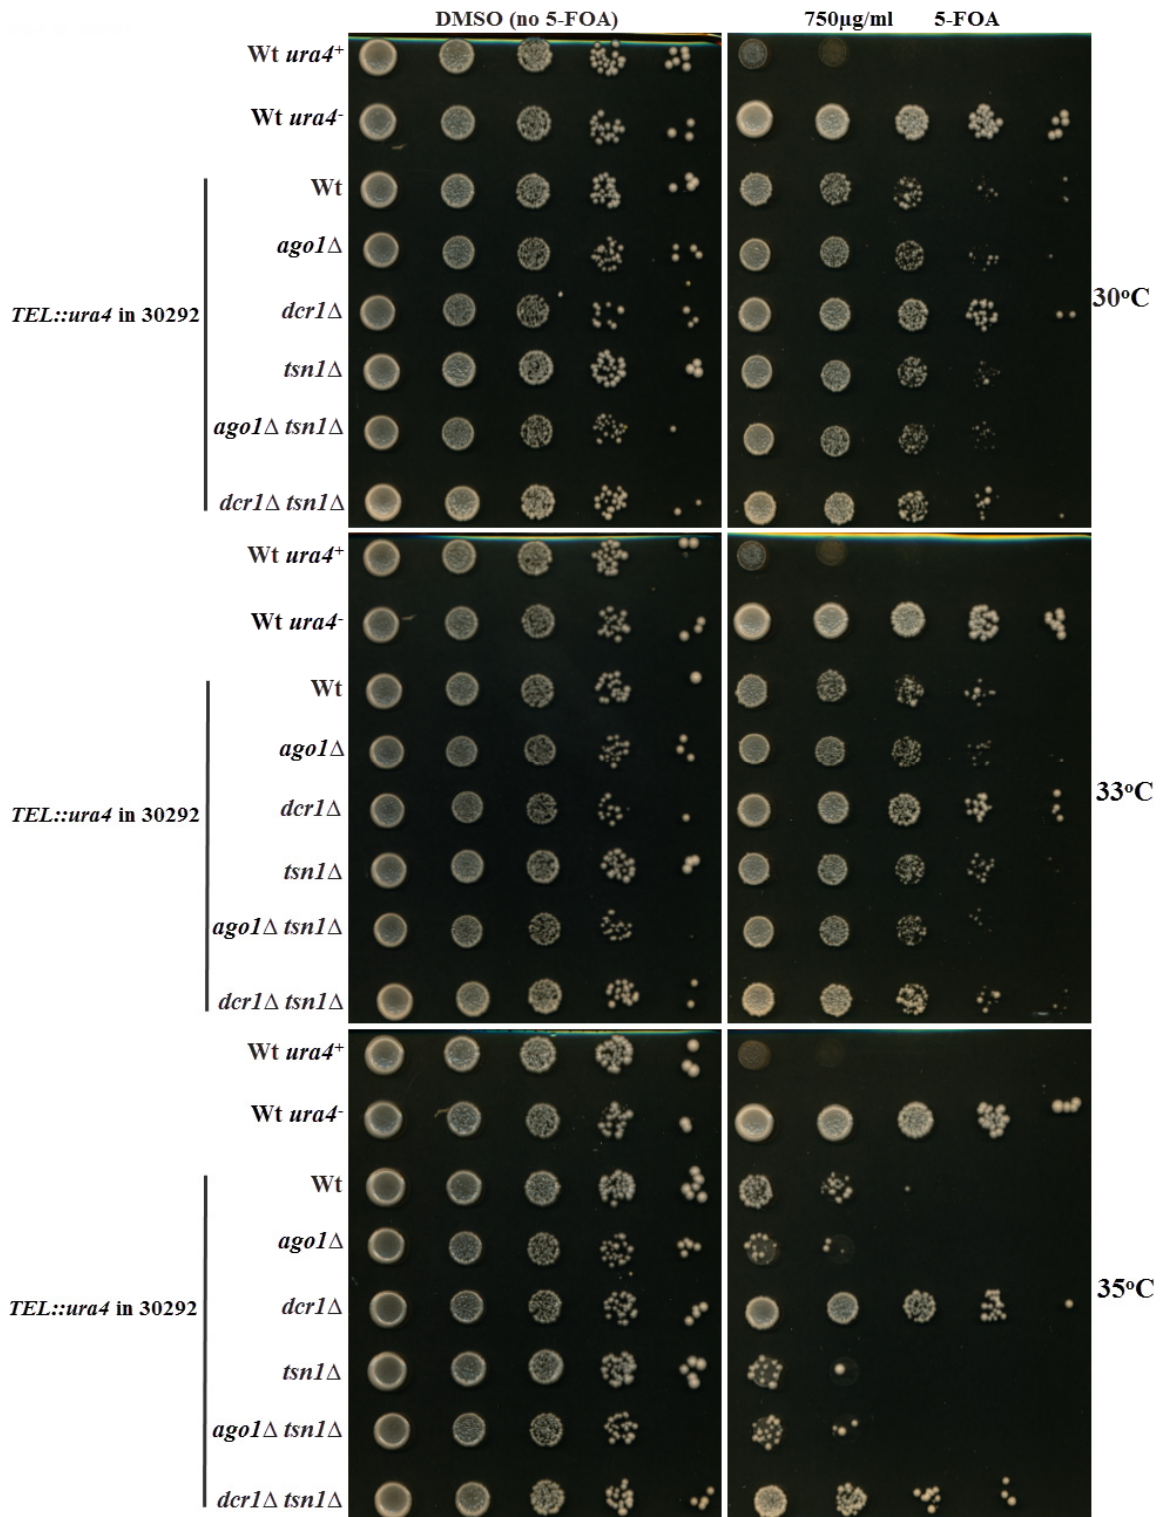 DMSO (no 5-FOA) 750µg/ml 5-FOA
Wt ura4⁺
Wt ura4⁻
Wt
ago1Δ
dcr1Δ
TEL::ura4 in 30292
30°C
tsn1Δ
ago1Δ tsn1Δ
dcr1Δ tsn1Δ
Wt ura4⁺
Wt ura4⁻
Wt
ago1Δ
dcr1Δ
TEL::ura4 in 30292
33°C
tsn1Δ
ago1Δ tsn1Δ
dcr1Δ tsn1Δ
Wt ura4⁺
Wt ura4⁻
Wt
ago1Δ
dcr1Δ
TEL::ura4 in 30292
35°C
tsn1Δ
ago1Δ tsn1Δ
dcr1Δ tsn1Δ